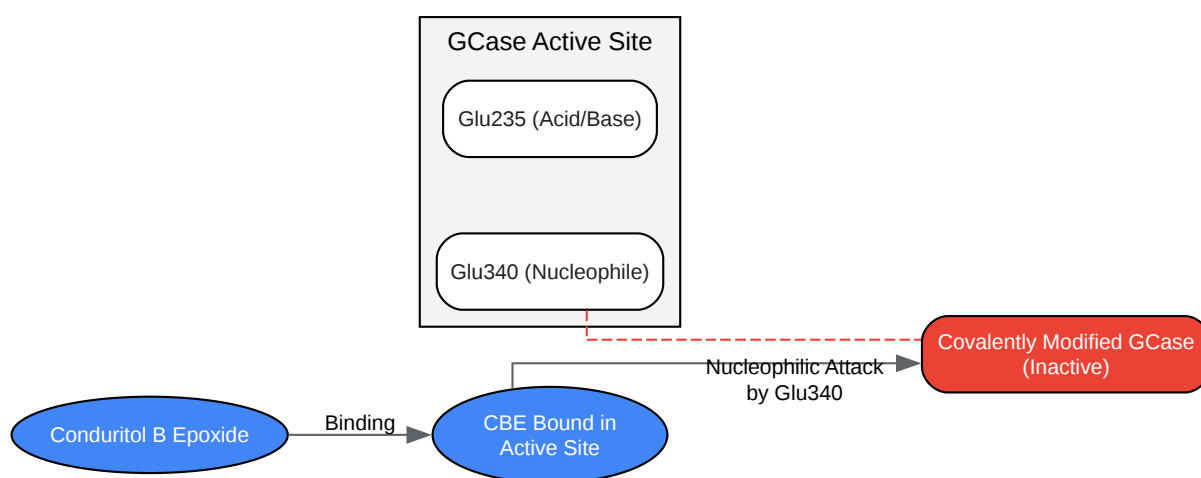 GCase Active Site
Glu235 (Acid/Base)
Glu340 (Nucleophile)
Covalently Modified GCase
(Inactive)
Nucleophilic Attack
by Glu340
Conduritol B Epoxide
Binding
CBE Bound in
Active Site